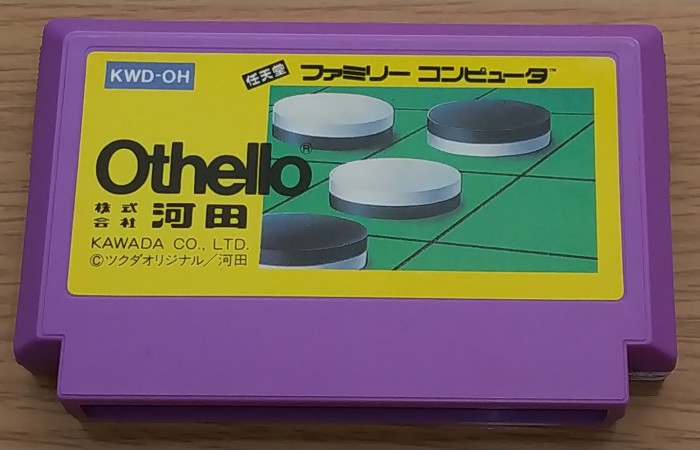 KWD-OH
任天堂 ファミリー コンピュータ™
Othello®
株式会社 河田
KAWADA CO., LTD.
©ツクダオリジナル/河田